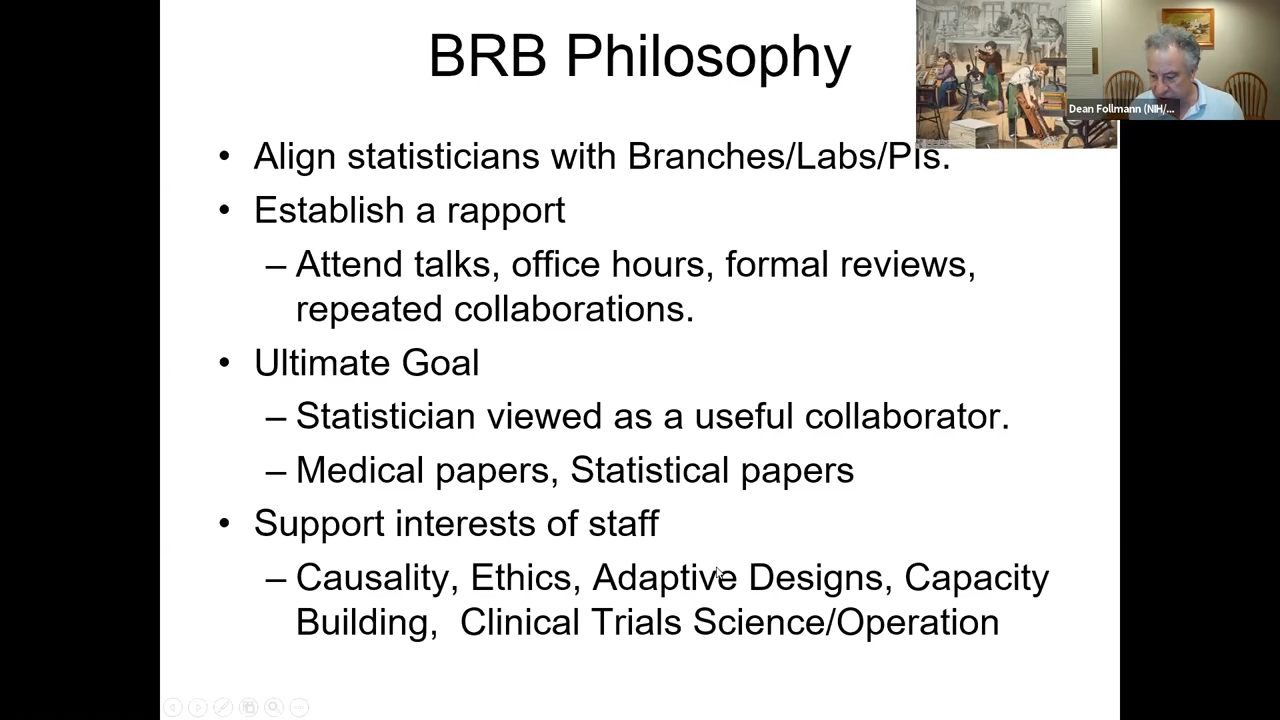 BRB Philosophy
Dean Follmann (NIH/...
• Align statisticians with Branches/Labs/PIs.
• Establish a rapport
– Attend talks, office hours, formal reviews,
repeated collaborations.
• Ultimate Goal
– Statistician viewed as a useful collaborator.
– Medical papers, Statistical papers
• Support interests of staff
– Causality, Ethics, Adaptive Designs, Capacity
Building, Clinical Trials Science/Operation